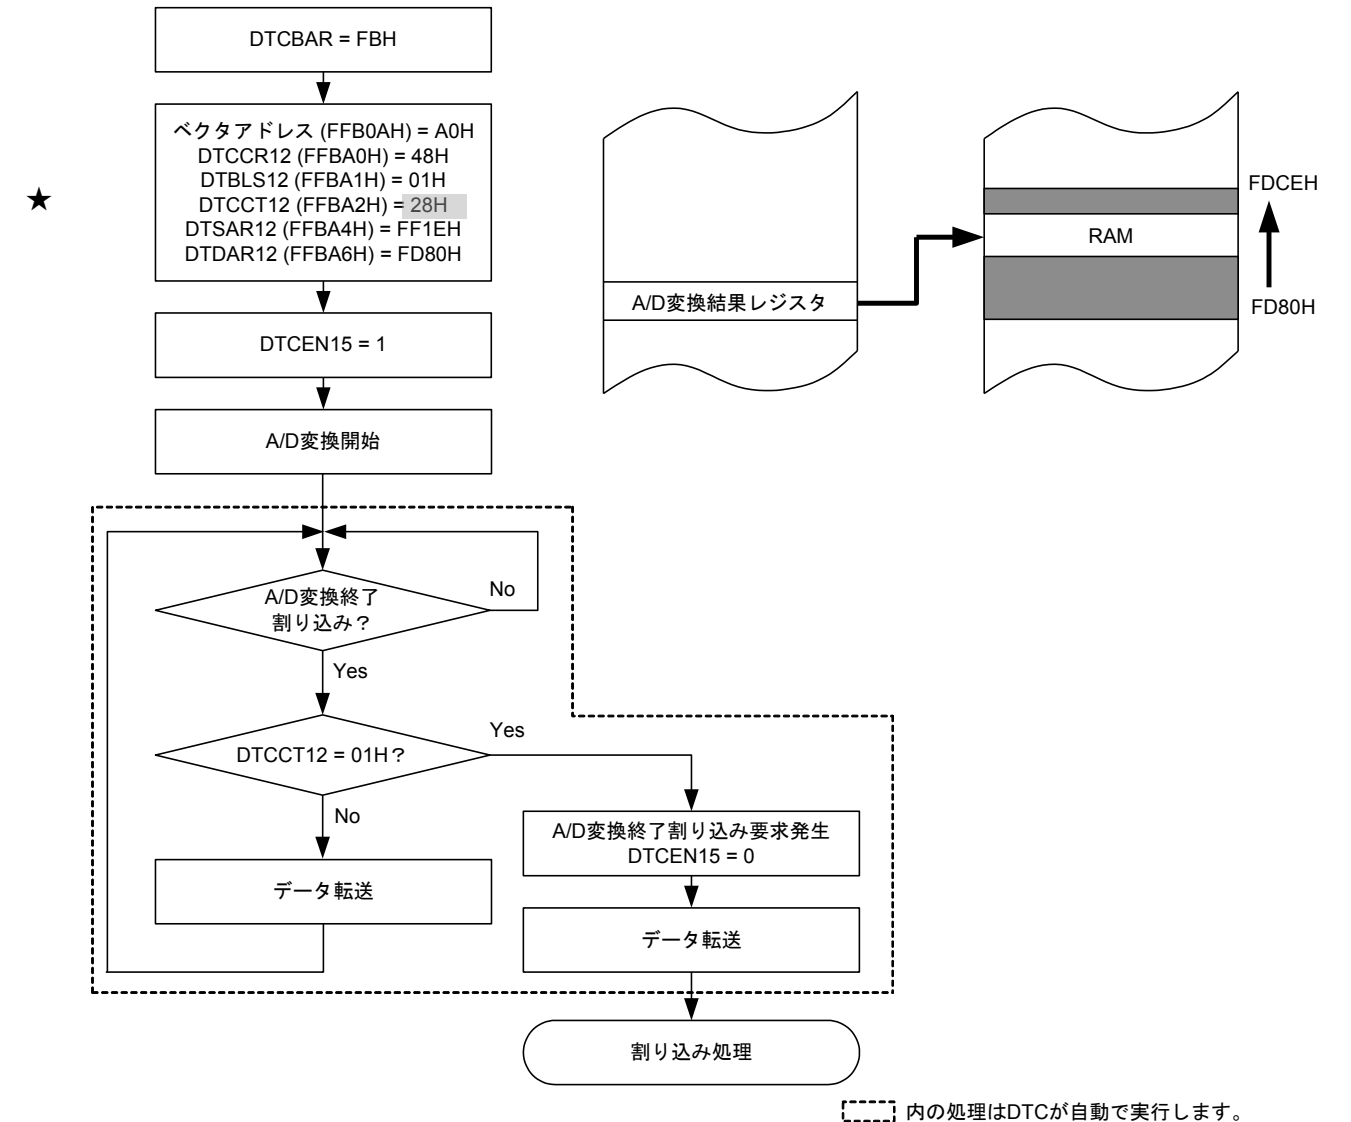 DTCBAR = FBH
★
ベクタアドレス (FFB0AH) = A0H
DTCCR12 (FFBA0H) = 48H
DTBLS12 (FFBA1H) = 01H
DTCCT12 (FFBA2H) = 28H
DTSAR12 (FFBA4H) = FF1EH
DTDAR12 (FFBA6H) = FD80H
DTCEN15 = 1
A/D変換開始
A/D変換終了
割り込み？
No
Yes
DTCCT12 = 01H？
Yes
No
データ転送
A/D変換終了割り込み要求発生
DTCEN15 = 0
データ転送
割り込み処理
A/D変換結果レジスタ
RAM
FDCEH
FD80H
内の処理はDTCが自動で実行します。